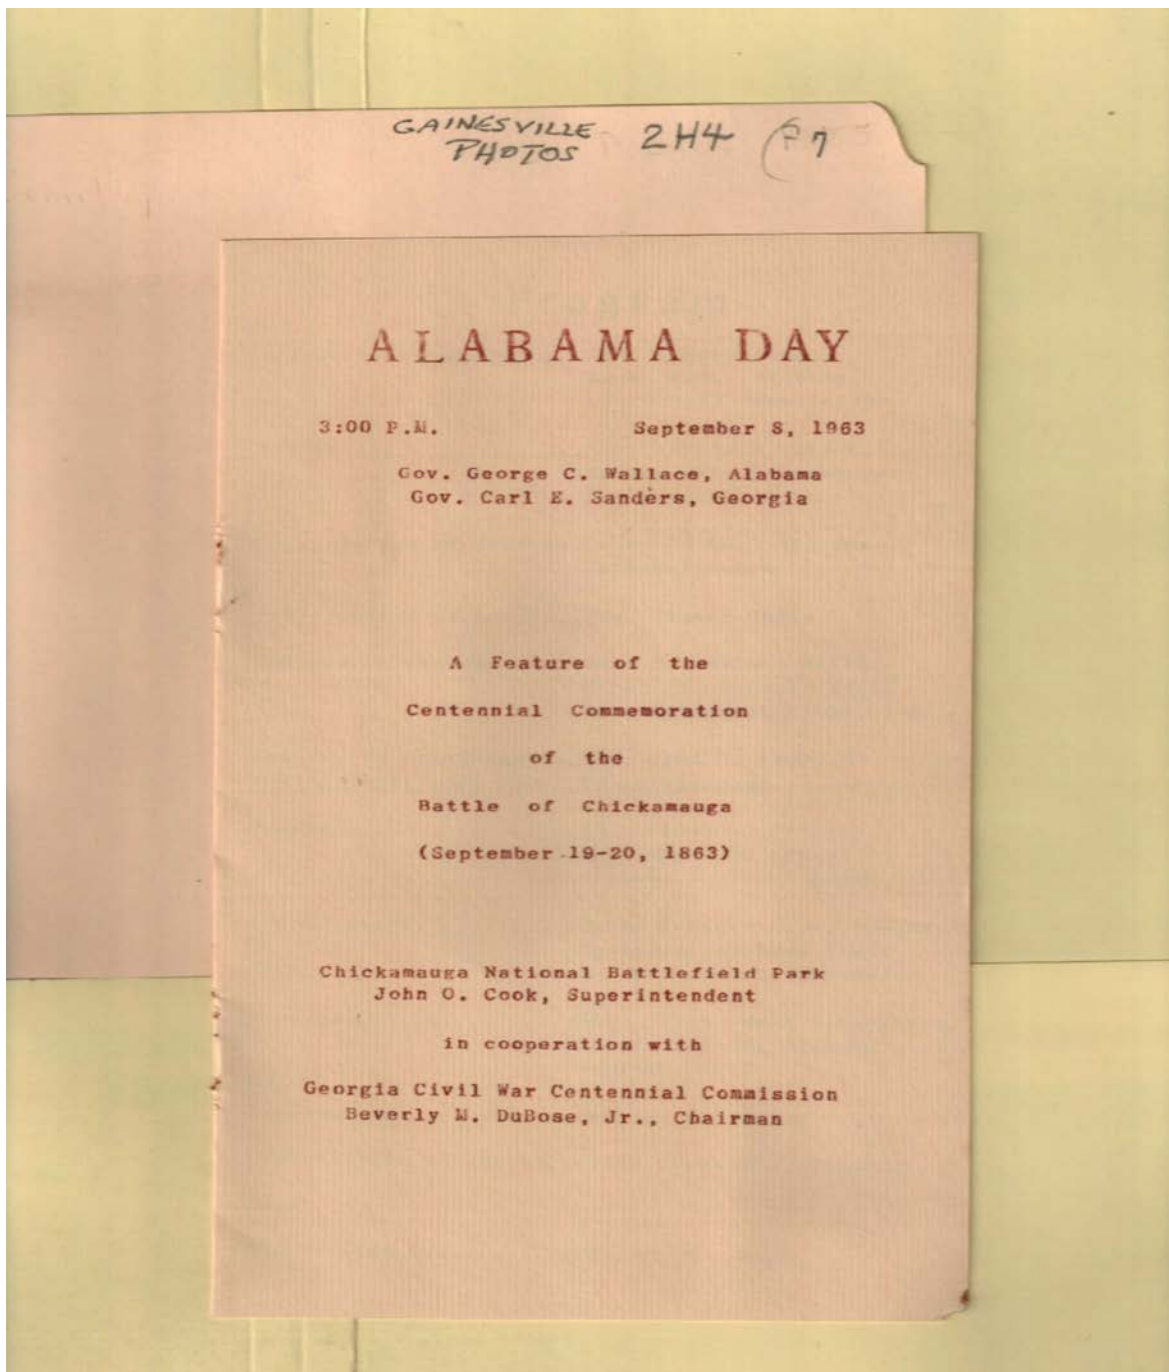 GAINESVILLE 2H4
PHOTOS
ALABAMA DAY
3:00 P.M. September 8, 1963
Gov. George C. Wallace, Alabama
Gov. Carl E. Sanders, Georgia
A Feature of the
Centennial Commemoration
of the
Battle of Chickamauga
(September 19-20, 1863)
Chickamauga National Battlefield Park
John O. Cook, Superintendent
in cooperation with
Georgia Civil War Centennial Commission
Beverly M. DuBose, Jr., Chairman